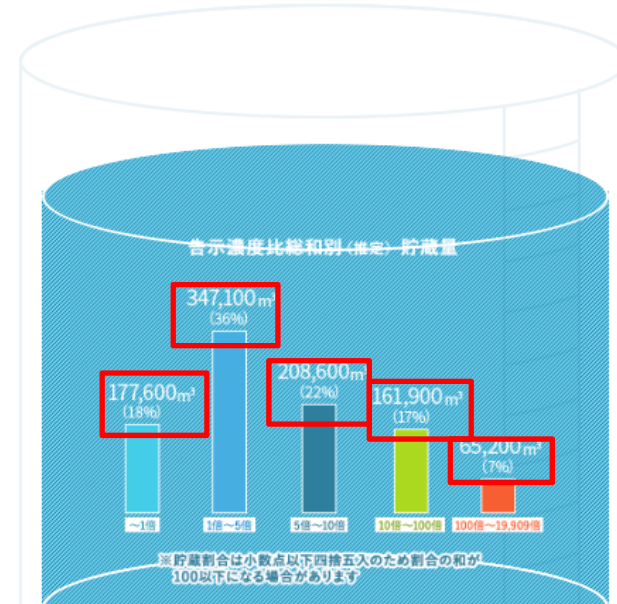 告示濃度比総和別（推定）貯蔵量
347,100m³
(36%)
208,600m³
(22%)
177,600m³
(18%)
161,900m³
(17%)
65,200m³
(7%)
～1倍 1倍～5倍 5倍～10倍 10倍～100倍 100倍～19,909倍
※貯蔵割合は小数点以下四捨五入のため割合の和が
100以下になる場合があります